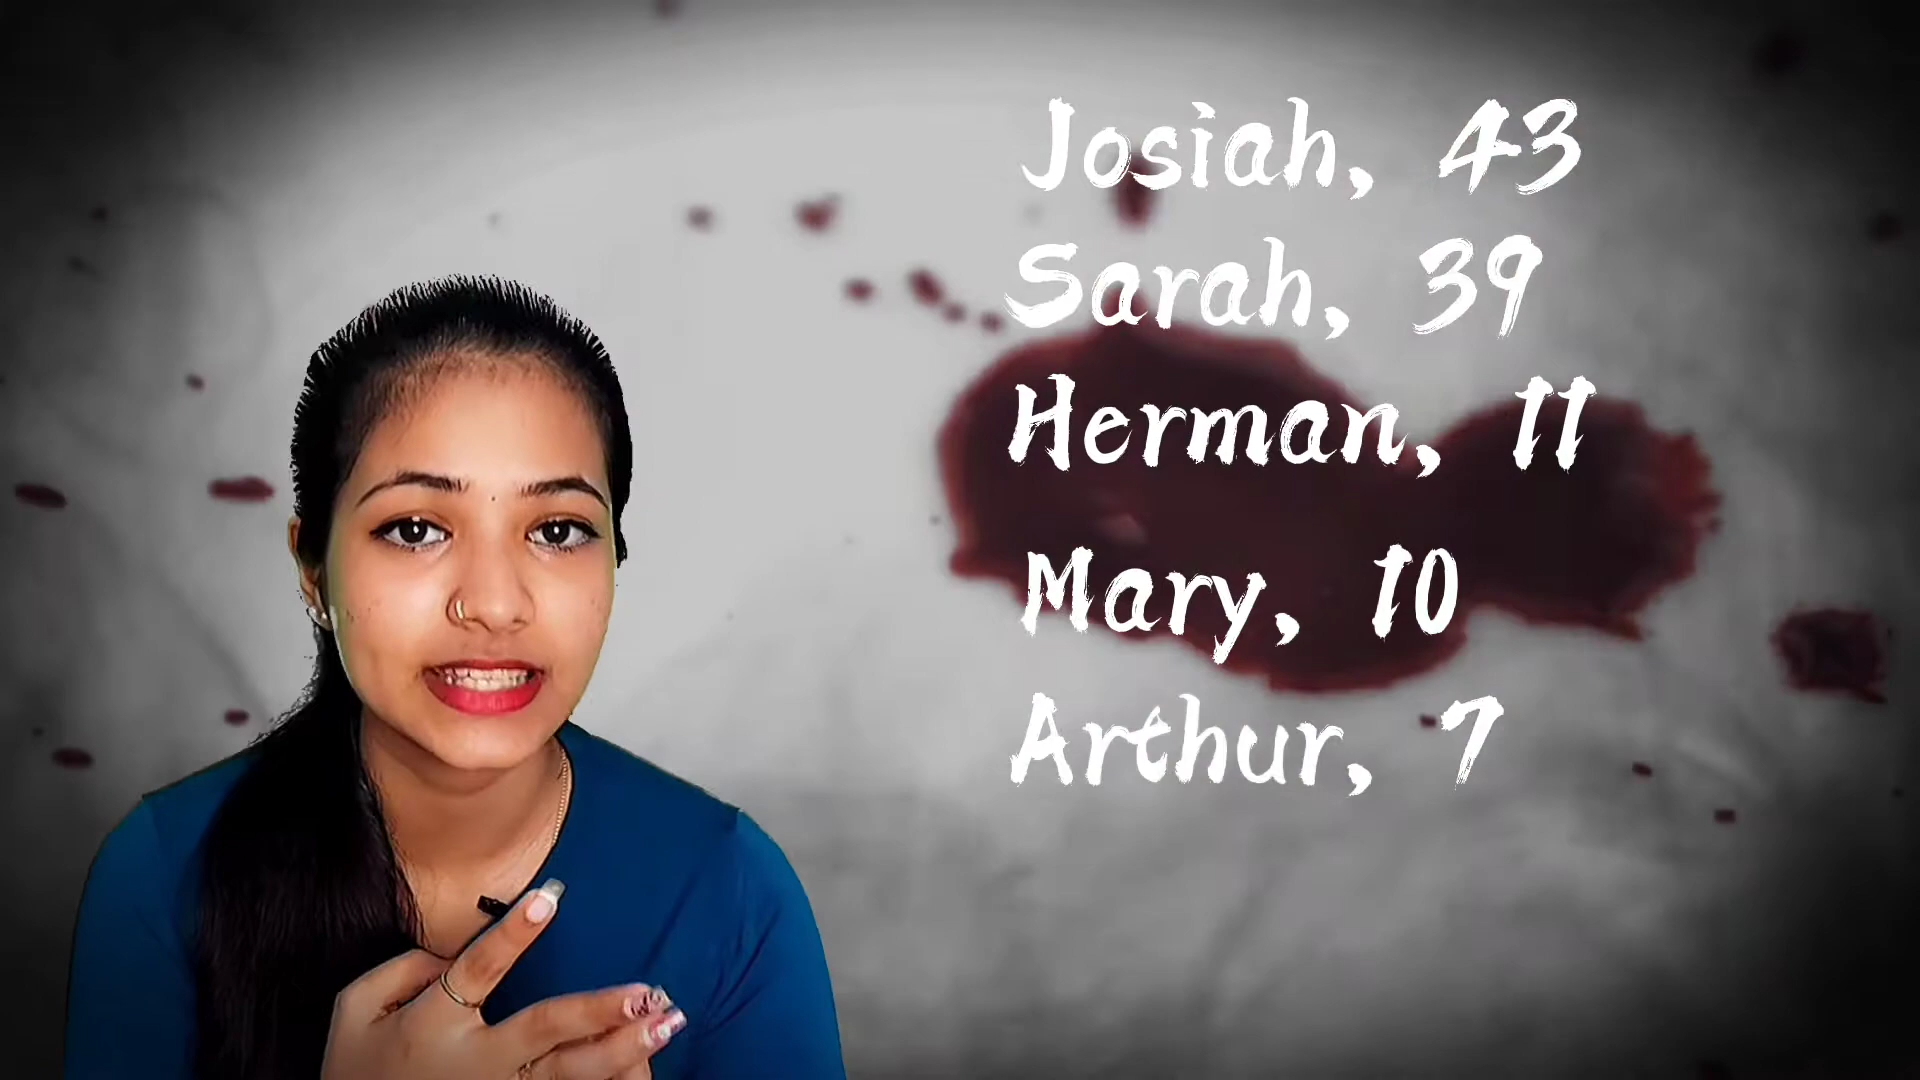 Josiah, 43
Sarah, 39
Herman, 11
Mary, 10
Arthur, 7